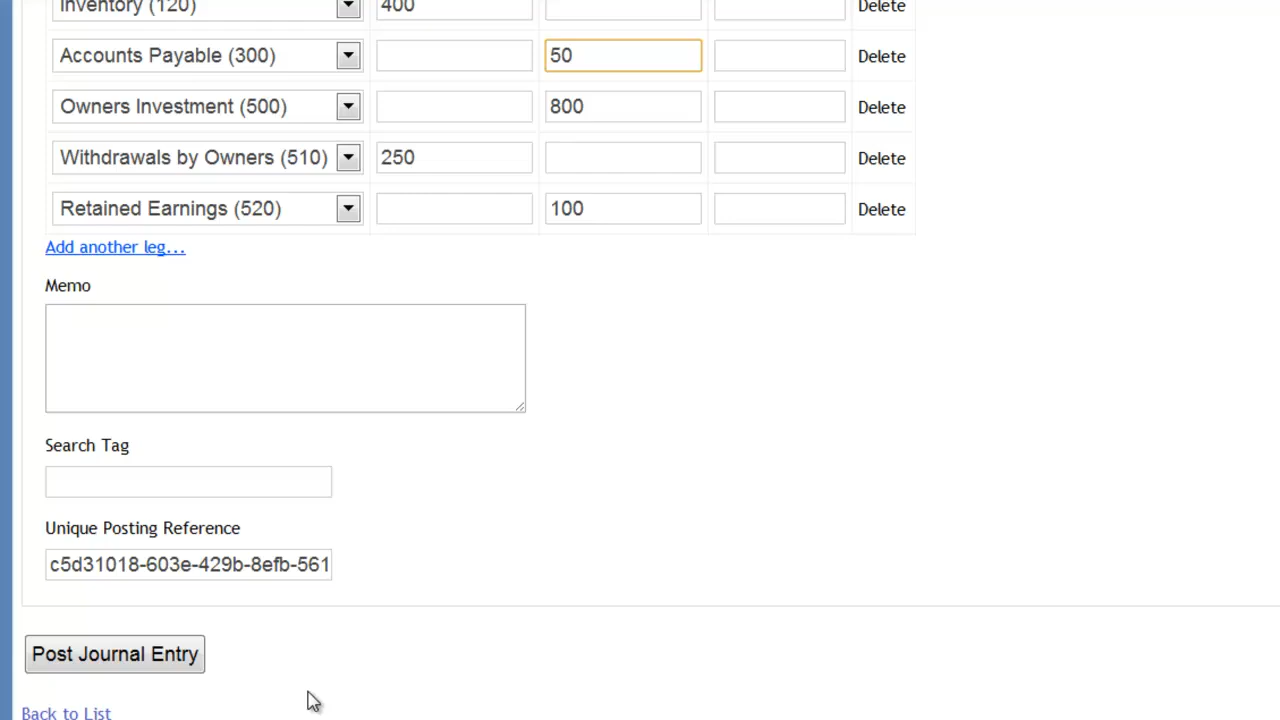 Inventory (120) 400 Delete
Accounts Payable (300) 50 Delete
Owners Investment (500) 800 Delete
Withdrawals by Owners (510) 250 Delete
Retained Earnings (520) 100 Delete
Add another leg...
Memo
Search Tag
Unique Posting Reference
c5d31018-603e-429b-8efb-561
Post Journal Entry
Back to List